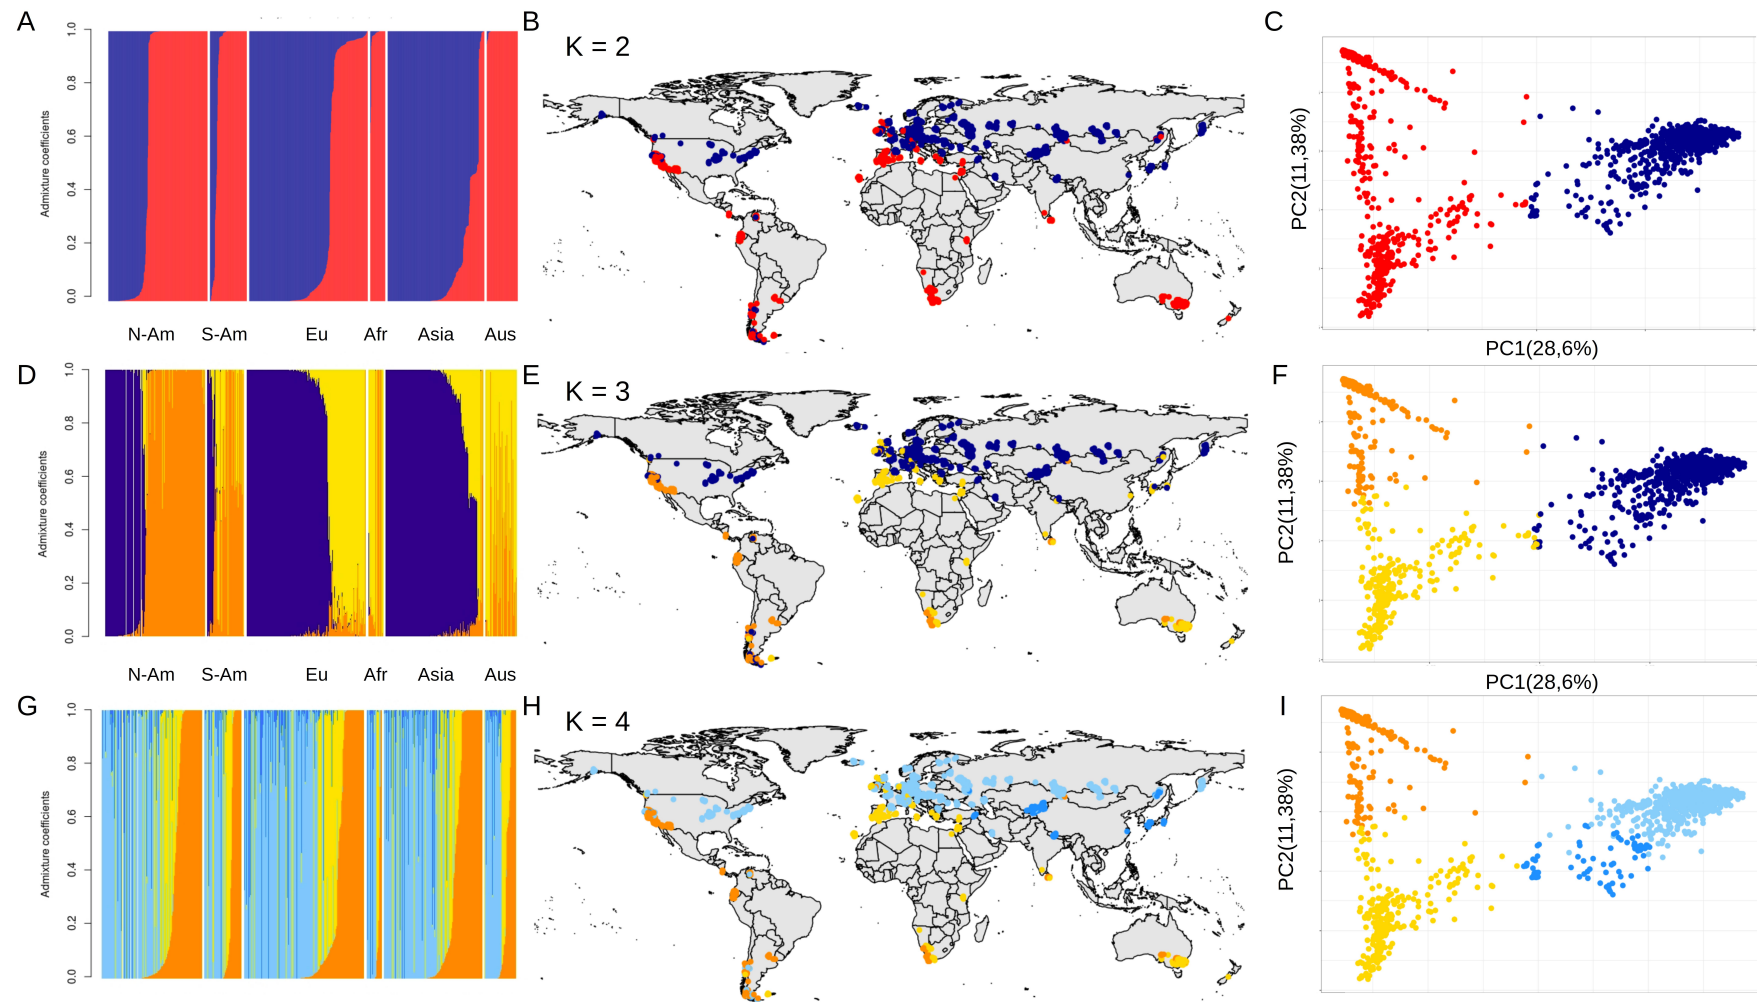 A
B
C
K = 2
1.0
0.8
0.6
0.4
0.2
0.0
Admixture coefficients
N-Am S-Am Eu Afr Asia Aus
PC2(11,38%)
PC1(28,6%)
D
E
F
K = 3
1.0
0.8
0.6
0.4
0.2
0.0
Admixture coefficients
N-Am S-Am Eu Afr Asia Aus
PC2(11,38%)
PC1(28,6%)
G
H
I
K = 4
1.0
0.8
0.6
0.4
0.2
0.0
Admixture coefficients
PC2(11,38%)